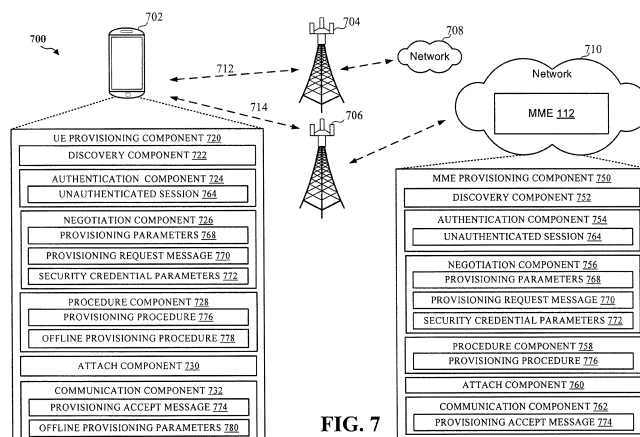 702
700
704
708
Network
710
Network
MME 112
712
714
706
UE PROVISIONING COMPONENT 720
DISCOVERY COMPONENT 722
AUTHENTICATION COMPONENT 724
UNAUTHENTICATED SESSION 764
NEGOTIATION COMPONENT 726
PROVISIONING PARAMETERS 768
PROVISIONING REQUEST MESSAGE 770
SECURITY CREDENTIAL PARAMETERS 772
PROCEDURE COMPONENT 728
PROVISIONING PROCEDURE 776
OFFLINE PROVISIONING PROCEDURE 778
ATTACH COMPONENT 730
COMMUNICATION COMPONENT 732
PROVISIONING ACCEPT MESSAGE 774
OFFLINE PROVISIONING PARAMETERS 780
MME PROVISIONING COMPONENT 750
DISCOVERY COMPONENT 752
AUTHENTICATION COMPONENT 754
UNAUTHENTICATED SESSION 764
NEGOTIATION COMPONENT 756
PROVISIONING PARAMETERS 768
PROVISIONING REQUEST MESSAGE 770
SECURITY CREDENTIAL PARAMETERS 772
PROCEDURE COMPONENT 758
PROVISIONING PROCEDURE 776
ATTACH COMPONENT 760
COMMUNICATION COMPONENT 762
PROVISIONING ACCEPT MESSAGE 774
FIG. 7